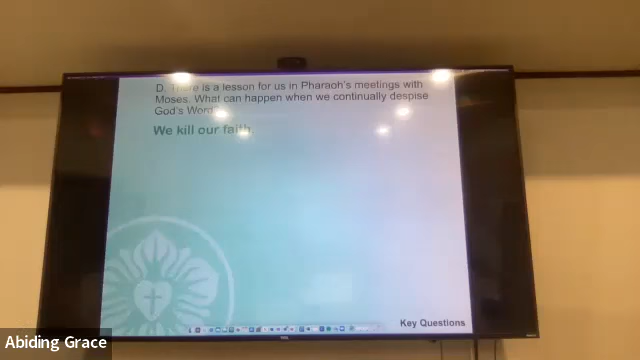 D. There is a lesson for us in Pharaoh's meetings with
Moses. What can happen when we continually despise
God's Word?
We kill our faith
Key Questions
TCL
Abiding Grace